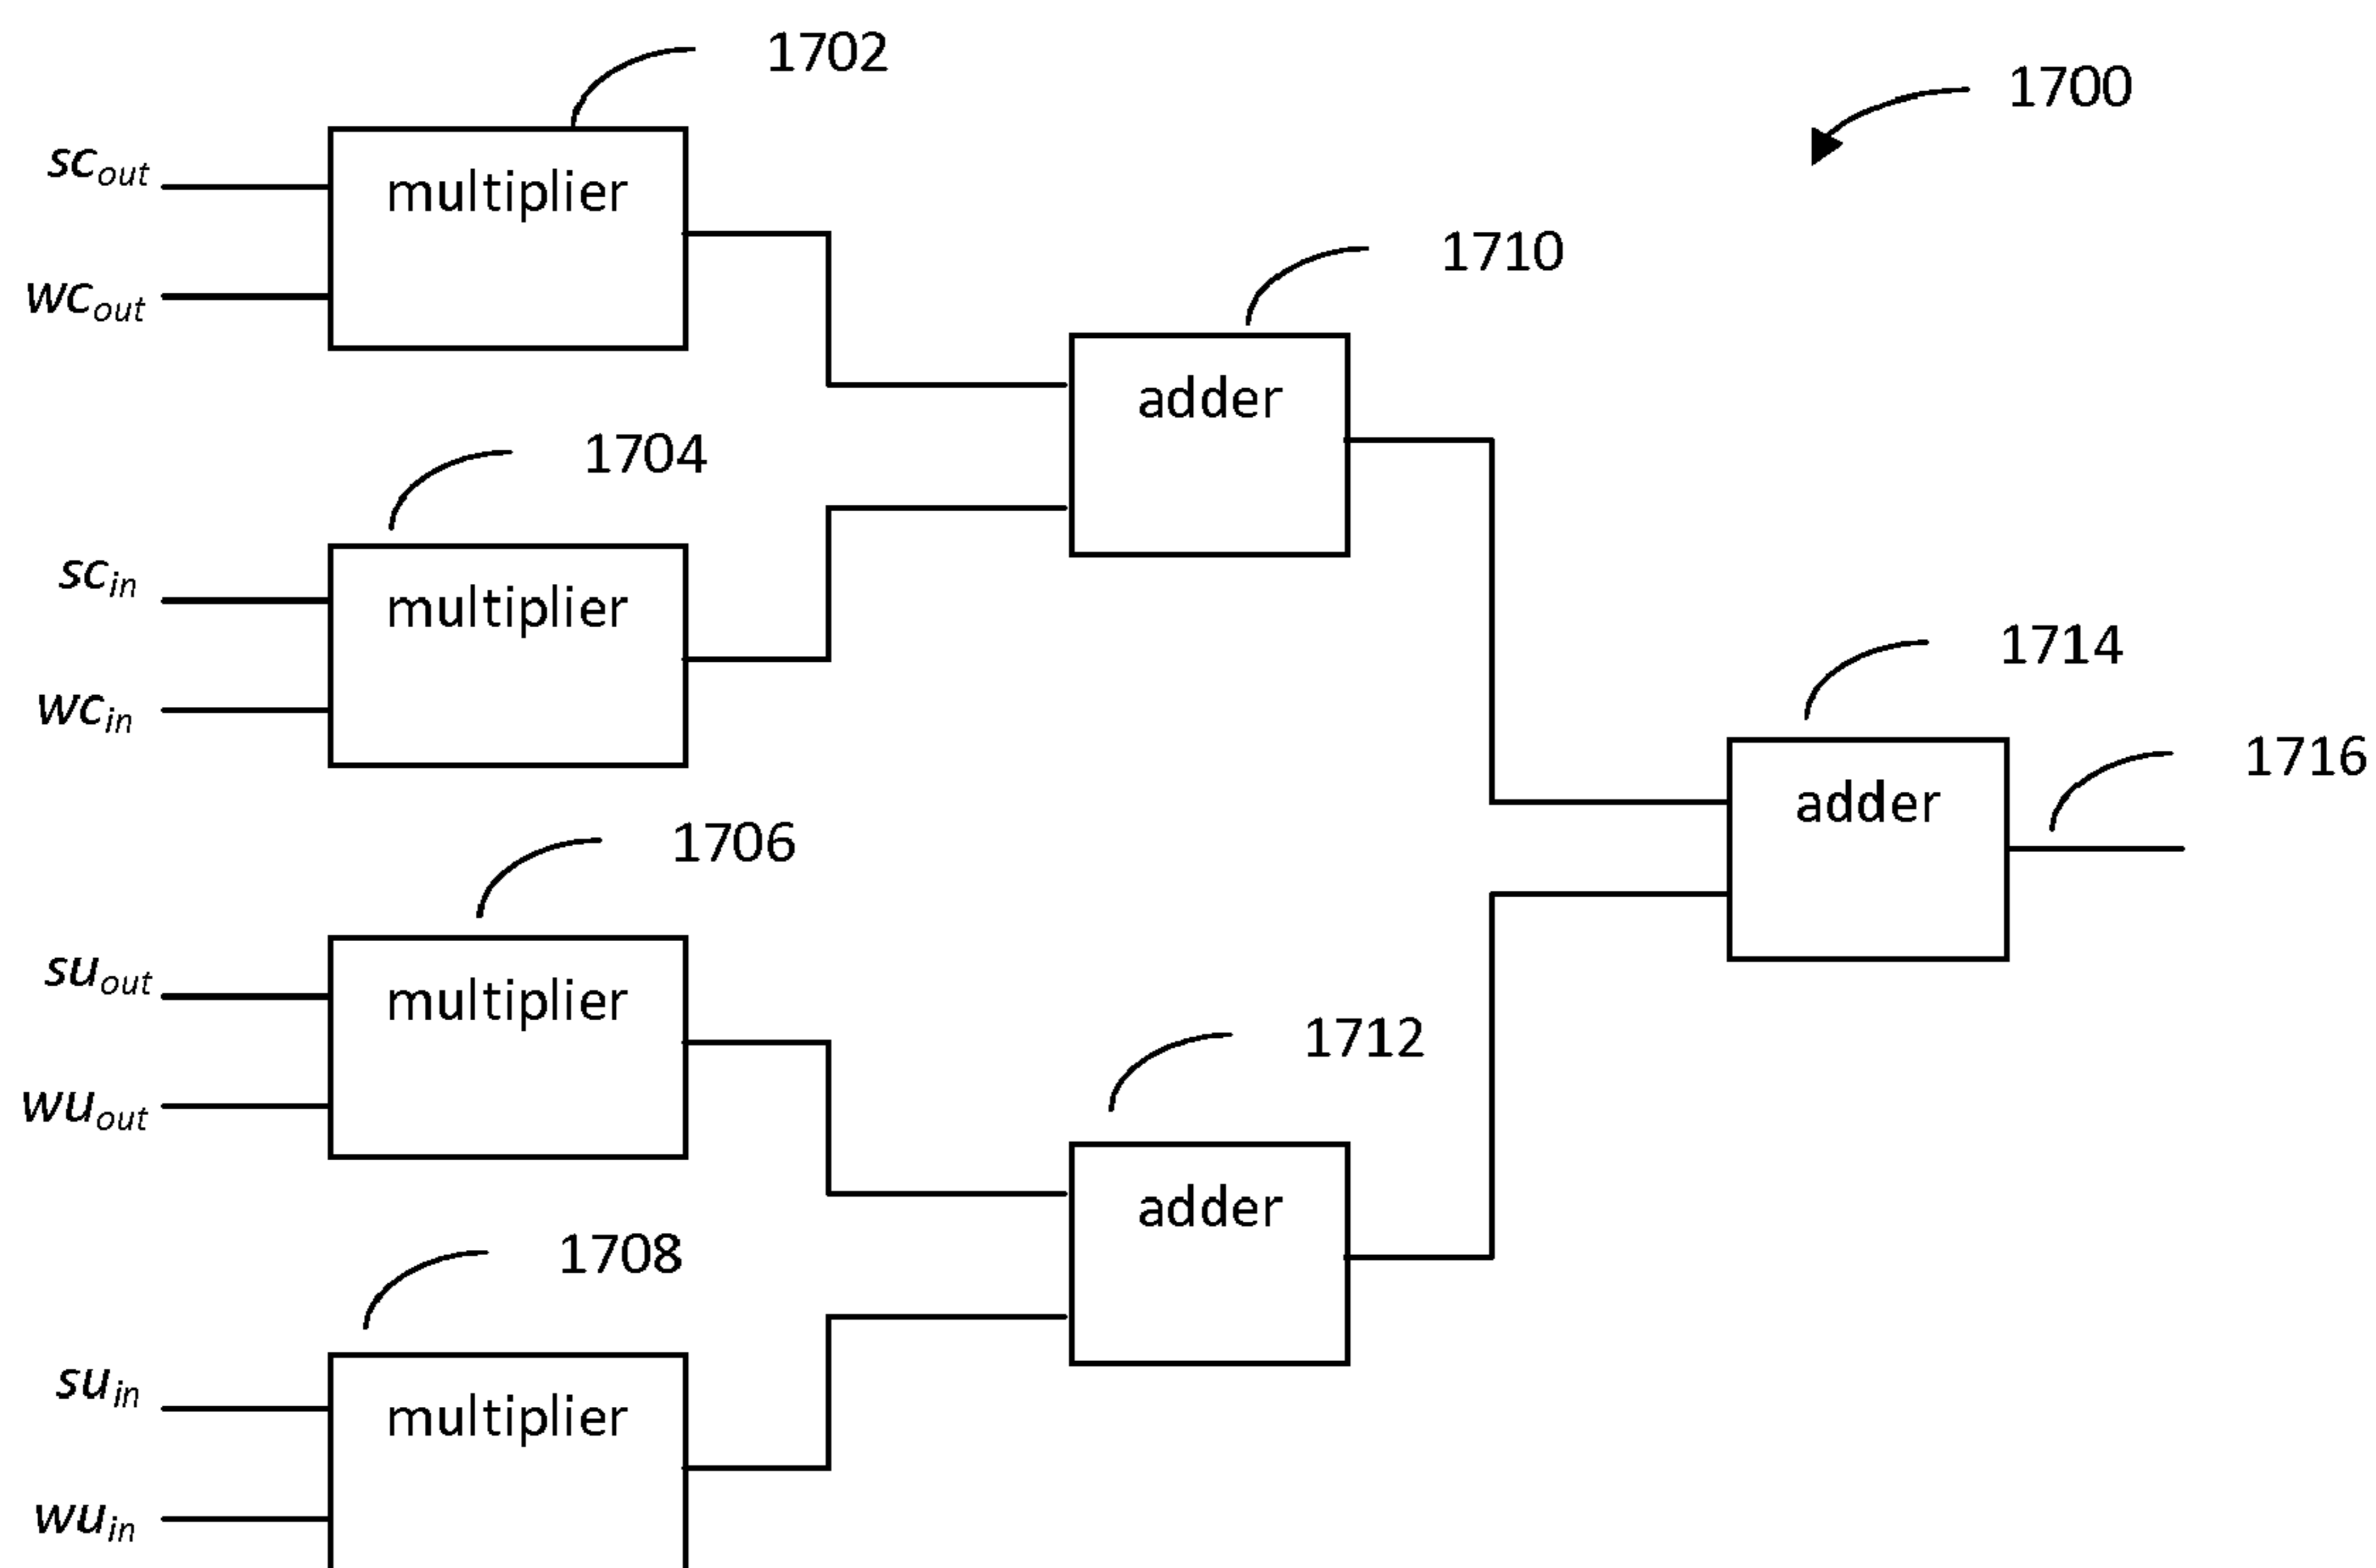 1702
1700
sc_out
multiplier
wc_out
1710
adder
1704
sc_in
multiplier
wc_in
1714
adder
1716
1706
su_out
multiplier
wu_out
1712
adder
1708
su_in
multiplier
wu_in